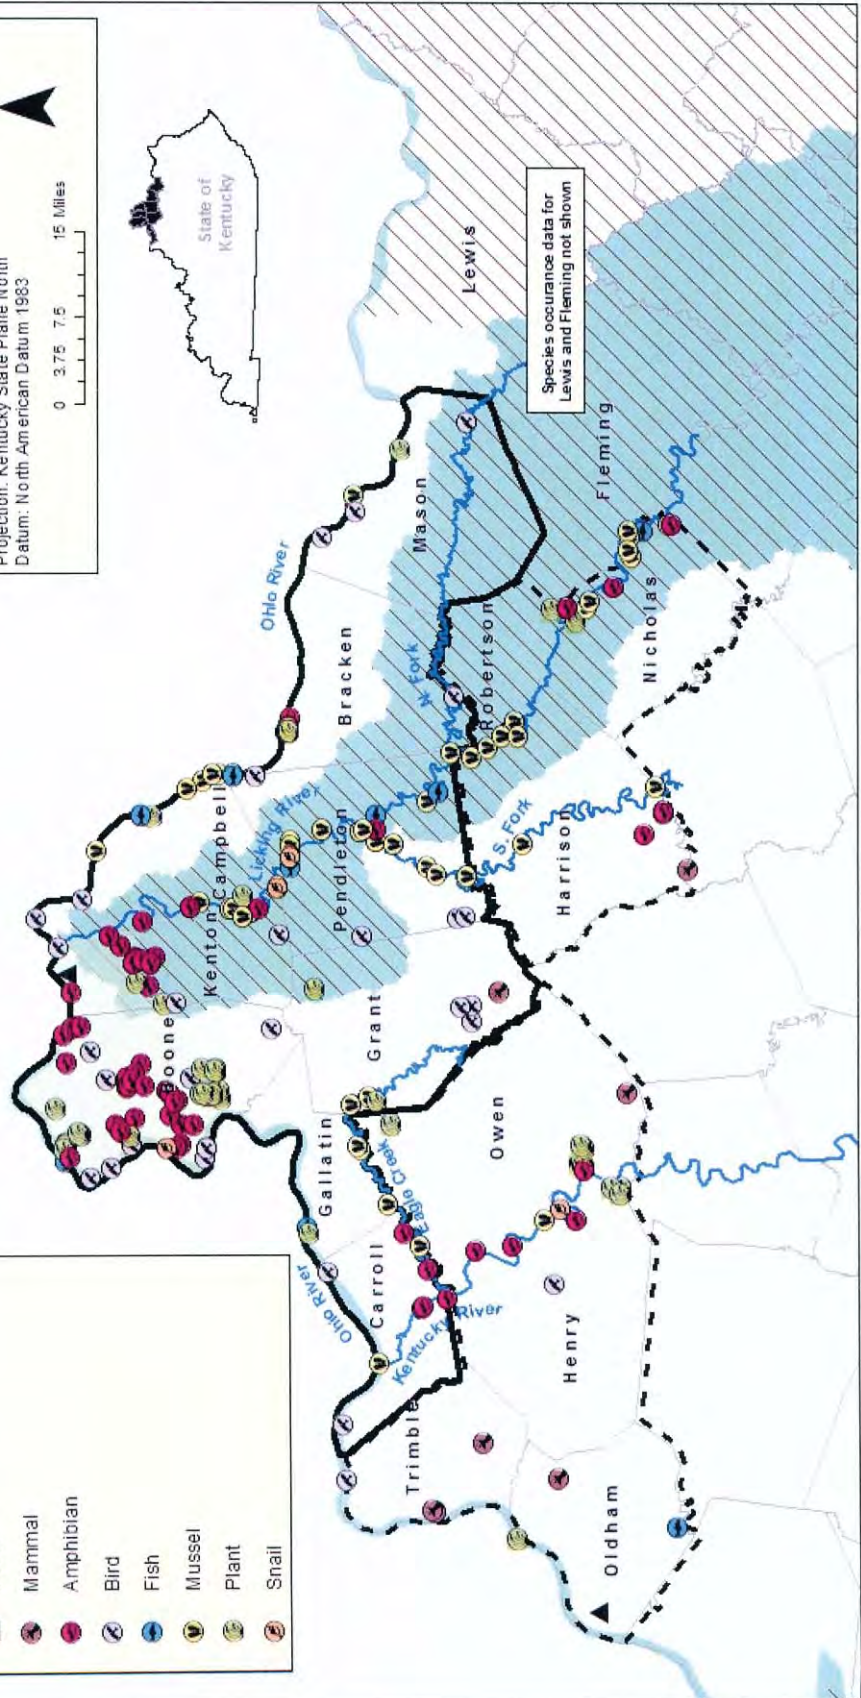 Projection: Kentucky State Plane North
Datum: North American Datum 1983
0 3.75 7.5 15 Miles
State of
Kentucky
Mammal
Amphibian
Bird
Fish
Mussel
Plant
Snail
Species occurance data for
Lewis and Fleming not shown
Ohio River
Ohio River
Licking River
N. Fork
S. Fork
Eagle Creek
Kentucky River
Boone
Kenton
Campbell
Pendleton
Bracken
Mason
Lewis
Fleming
Robertson
Nicholas
Harrison
Grant
Gallatin
Owen
Carroll
Trimble
Henry
Oldham